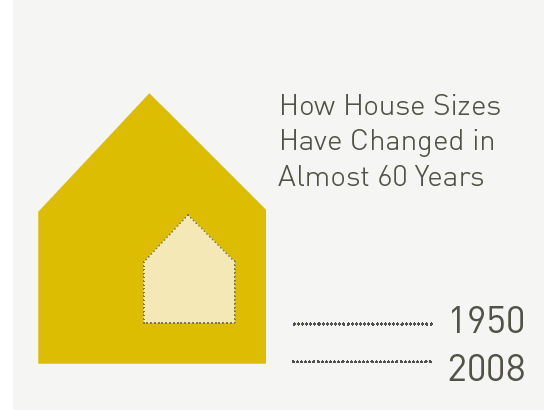 How House Sizes
Have Changed in
Almost 60 Years
1950
2008